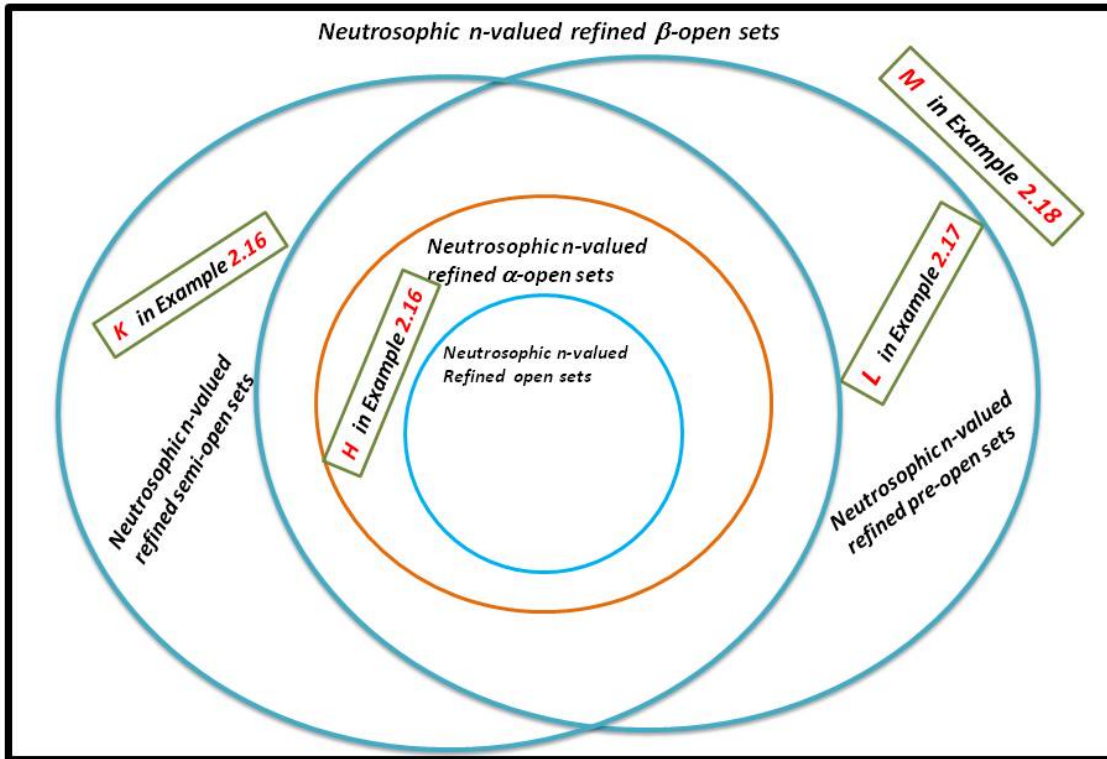 Neutrosophic n-valued refined β-open sets
M in Example 2.18
K in Example 2.16
L in Example 2.17
Neutrosophic n-valued
refined α-open sets
H in Example 2.16
Neutrosophic n-valued
Refined open sets
Neutrosophic n-valued
refined semi-open sets
Neutrosophic n-valued
refined pre-open sets